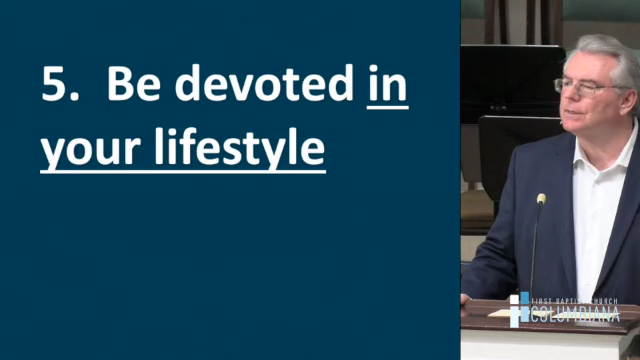 5. Be devoted in
your lifestyle
FIRST BAPTIST CHURCH
COLUMBIANA